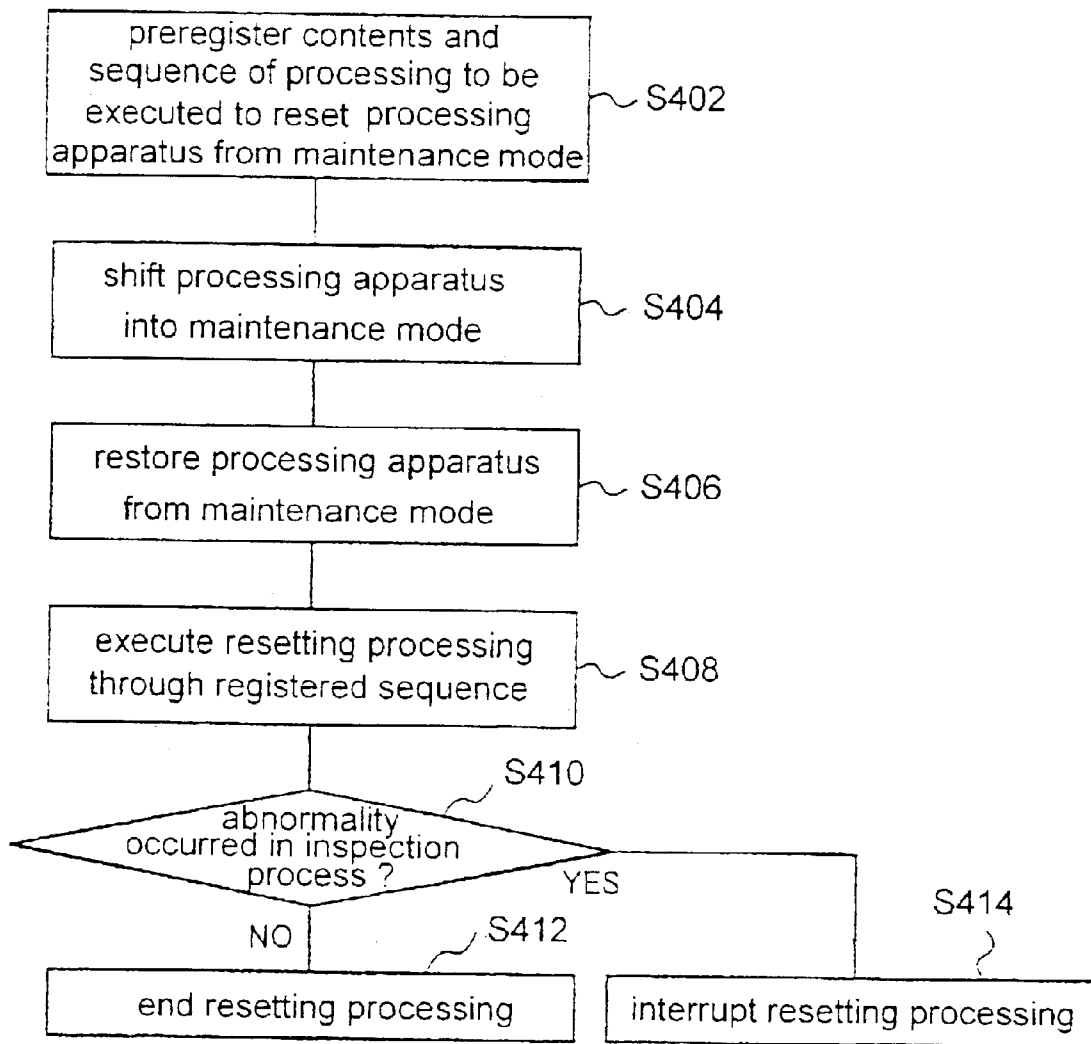 preregister contents and
sequence of processing to be
executed to reset processing
apparatus from maintenance mode
S402
shift processing apparatus
into maintenance mode
S404
restore processing apparatus
from maintenance mode
S406
execute resetting processing
through registered sequence
S408
S410
abnormality
occurred in inspection
process ?
YES
NO
S412
S414
end resetting processing
interrupt resetting processing